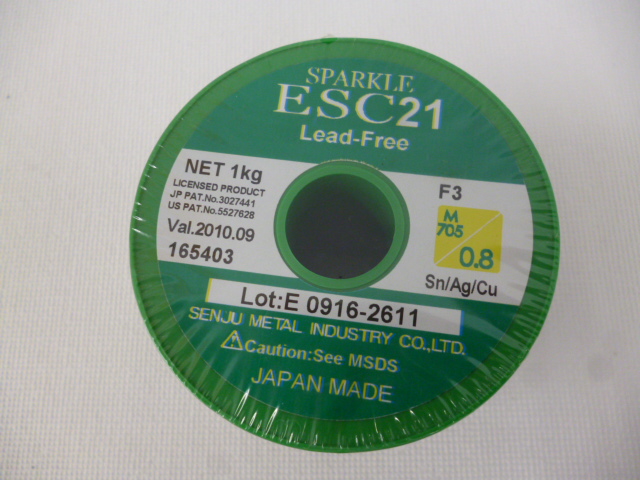 SPARKLE
ESC21
Lead-Free
NET 1kg
LICENSED PRODUCT
JP PAT.No.3027441
US PAT.No.5527628
Val.2010.09
165403
F3
M
705
0.8
Sn/Ag/Cu
Lot:E 0916-2611
SENJU METAL INDUSTRY CO.,LTD.
Caution:See MSDS
JAPAN MADE